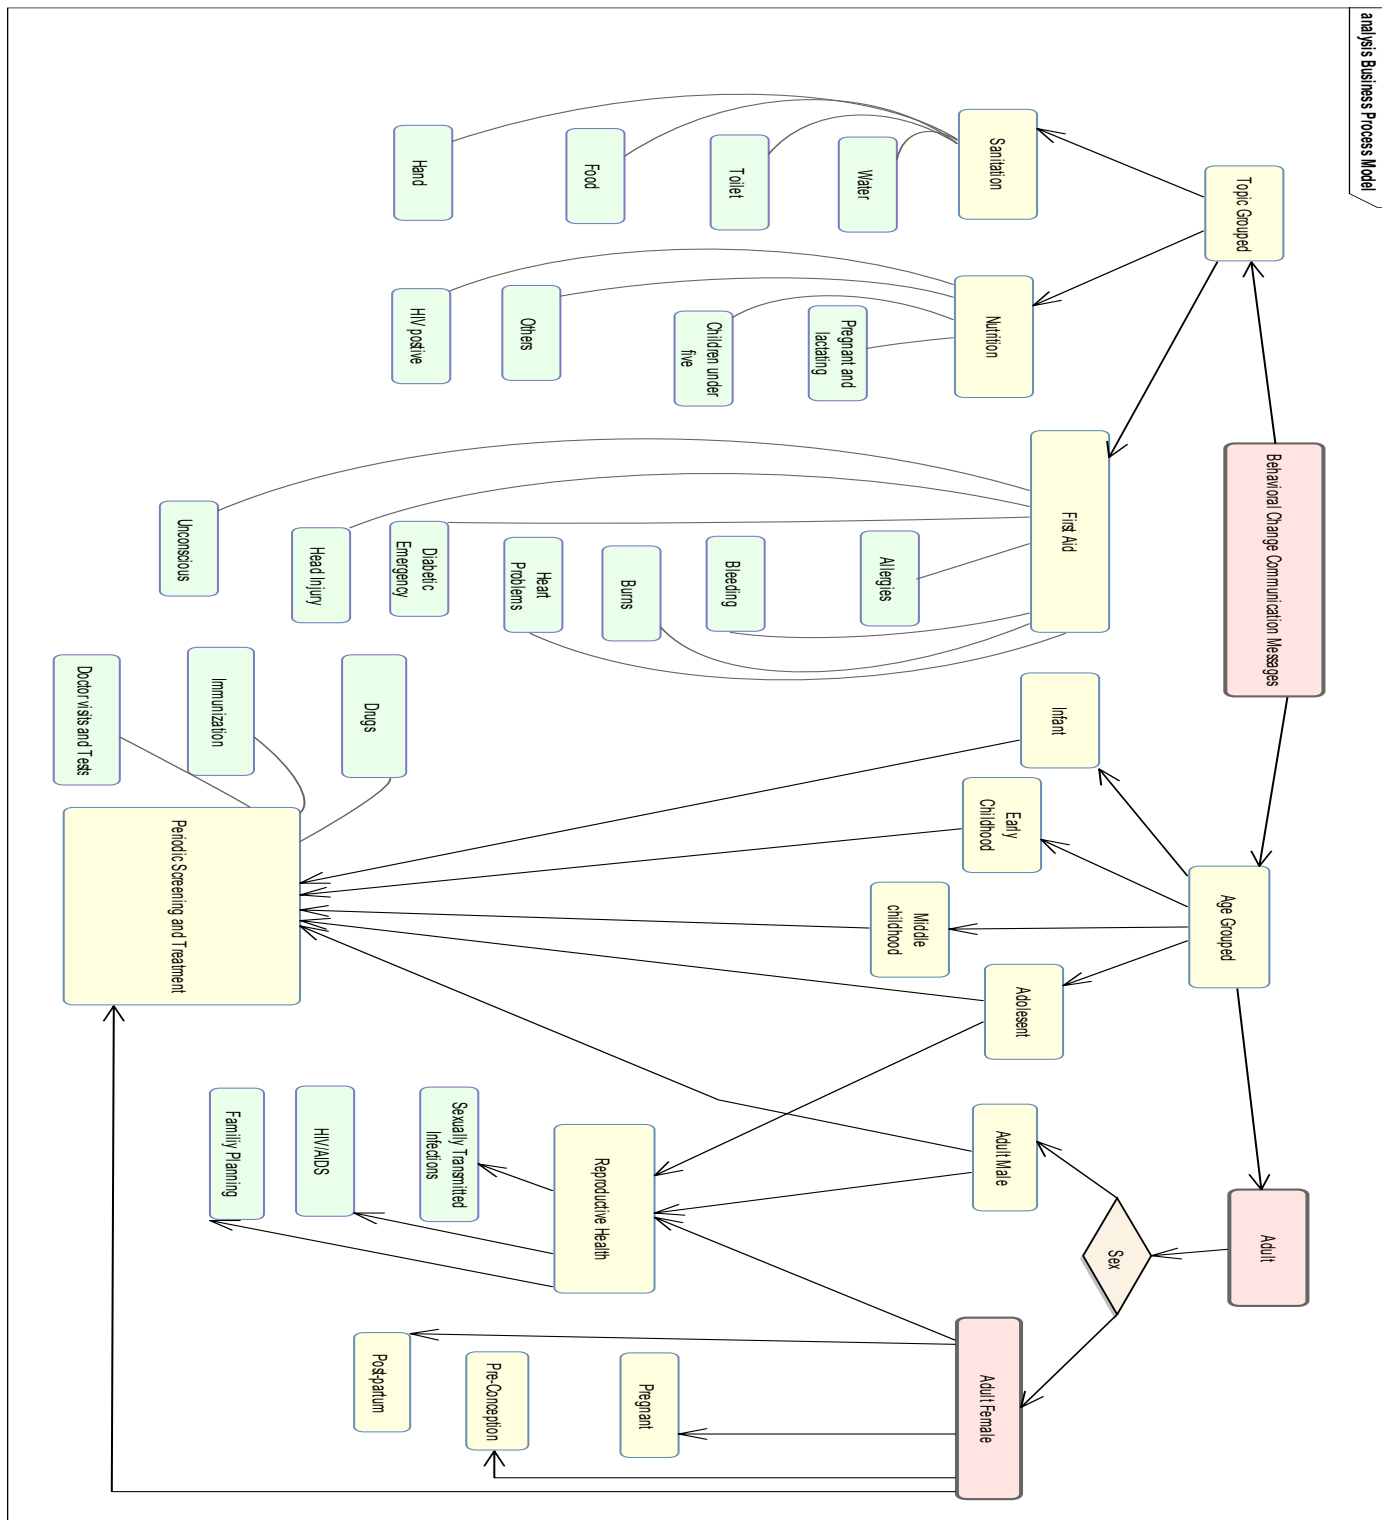 analysis Business Process Model
Behavioral Change Communication Messages
Topic Grouped
Age Grouped
Adult
Sex
Sanitation
Water
Toilet
Food
Hand
Nutrition
Pregnant and
lactating
Children under
five
Others
HIV postive
First Aid
Allergies
Bleeding
Burns
Heart
Problems
Diabetic
Emergency
Head Injury
Unconscious
Infant
Early
Childhood
Middle
childhood
Adolesent
Adult Male
Adult Female
Drugs
Immunization
Doctor visits and Tests
Periodic Screening and Treatment
Reproductive Health
Sexually Transmitted
Infections
HIV/AIDS
Familiy Planning
Pregnant
Pre-Conception
Post-partum